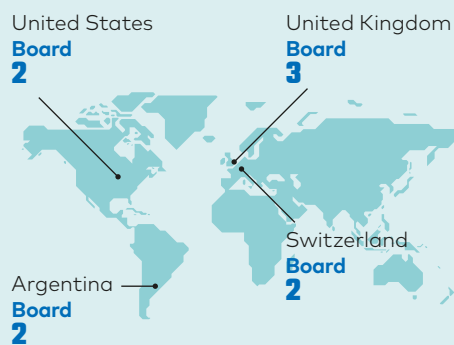 United States
Board
2
United Kingdom
Board
3
Switzerland
Board
2
Argentina
Board
2